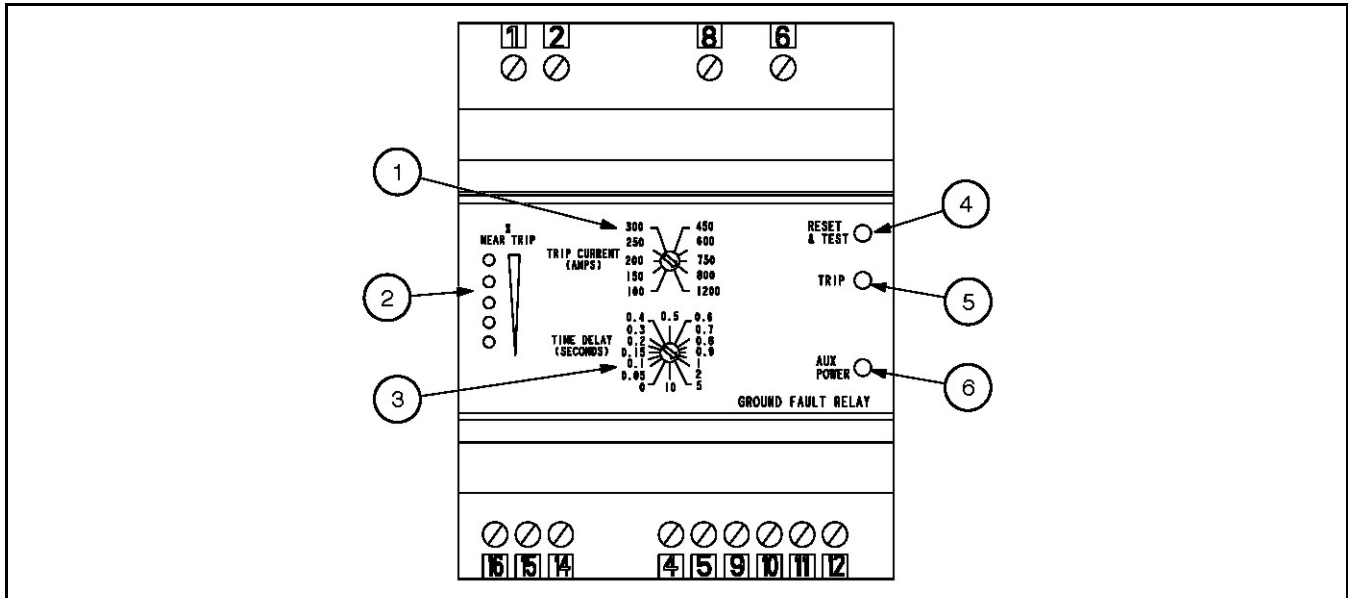 1 2 8 6
1
2
3
4
5
6
%
NEAR TRIP
TRIP CURRENT
(AMPS)
300 450
250 600
200 750
150 800
100 1200
TIME DELAY
(SECONDS)
0.4 0.5 0.6
0.3 0.7
0.2 0.8
0.15 0.9
0.1 1
0.05 2
0 10 5
RESET
& TEST
TRIP
AUX
POWER
GROUND FAULT RELAY
16 15 14 4 5 9 10 11 12